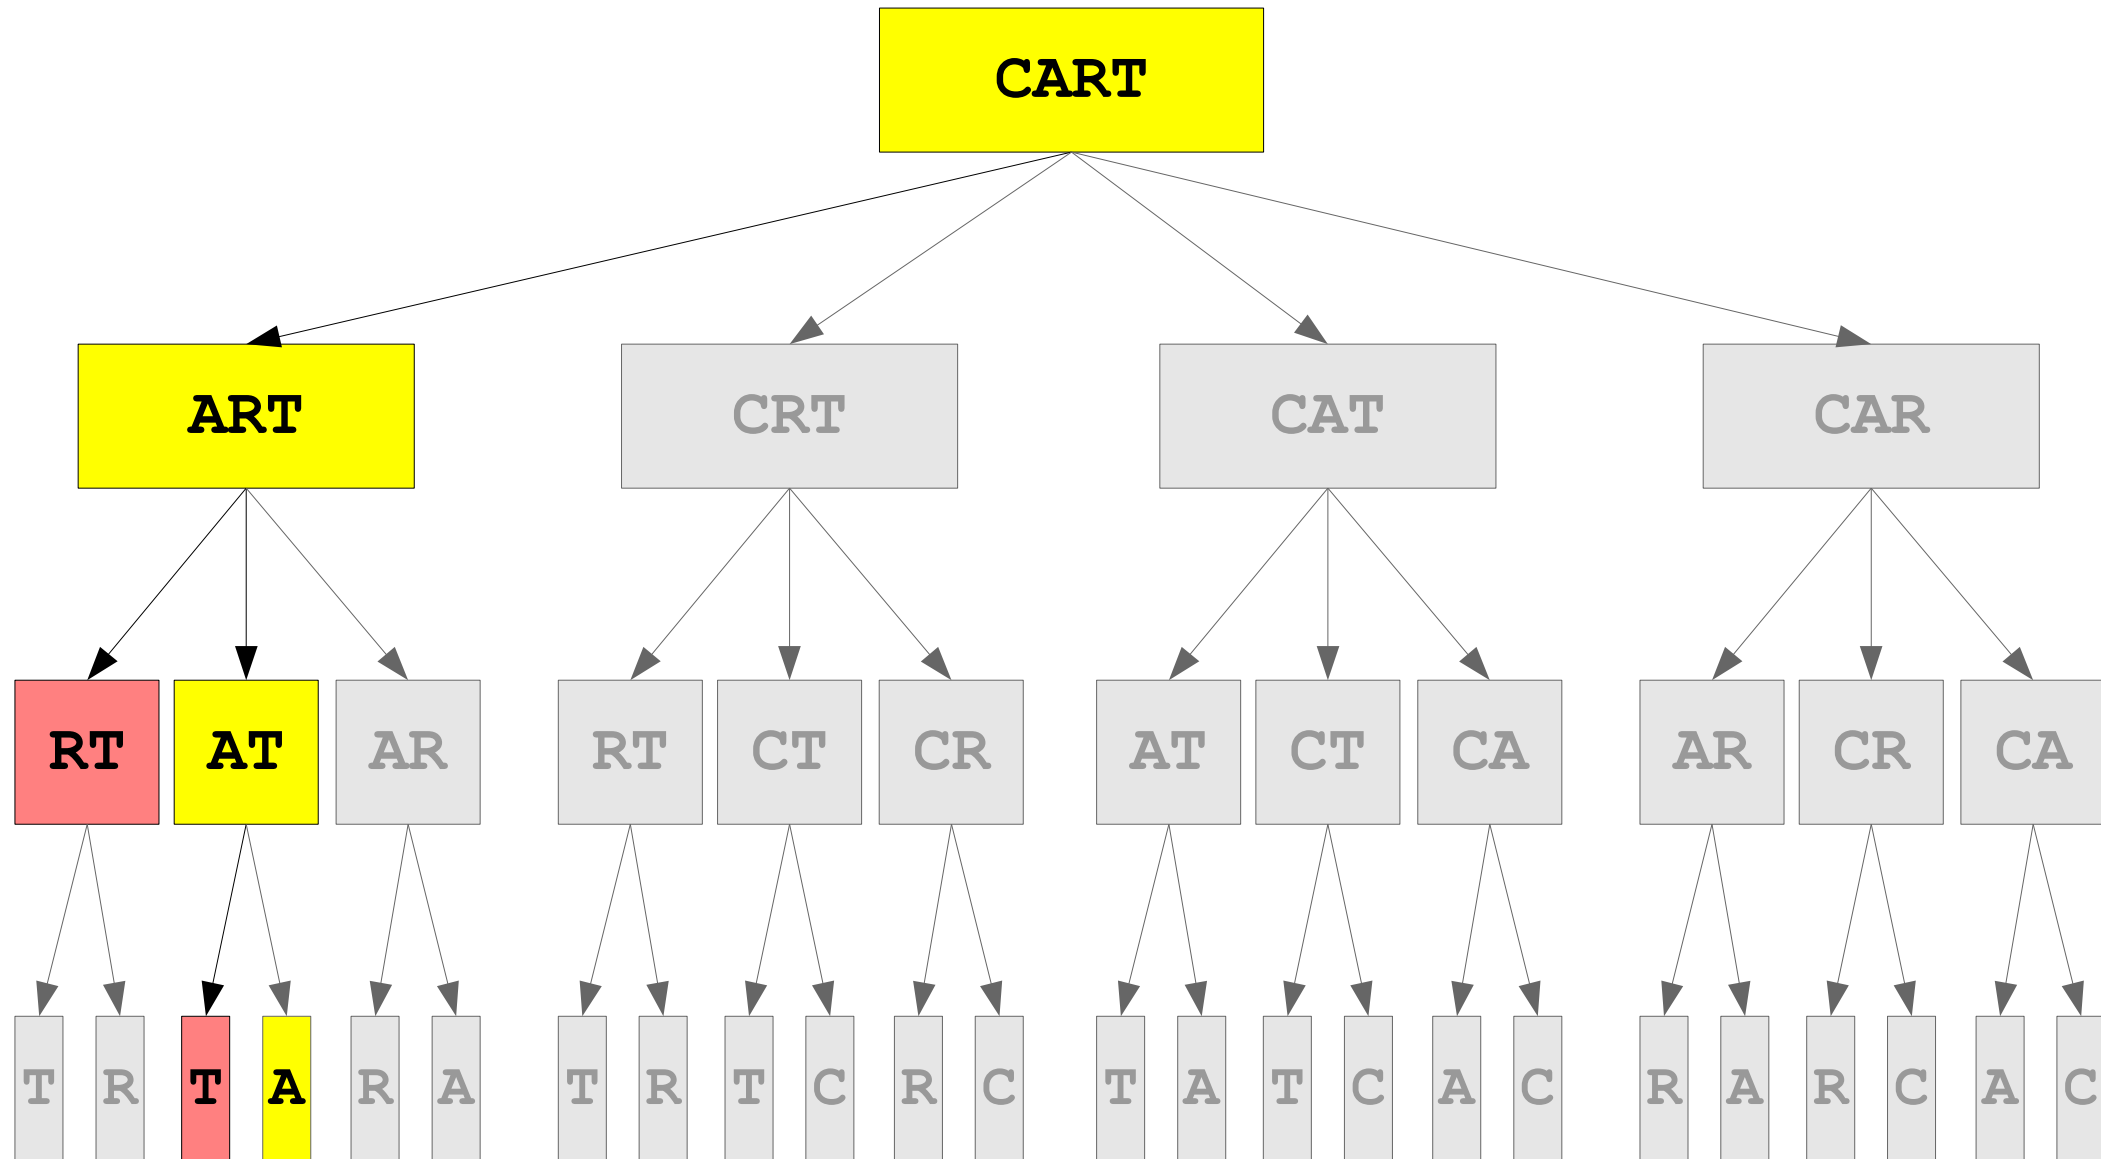 CART
ART CRT CAT CAR
RT AT AR RT CT CR AT CT CA AR CR CA
T R T A R A T R T C R C T A T C A C R A R C A C